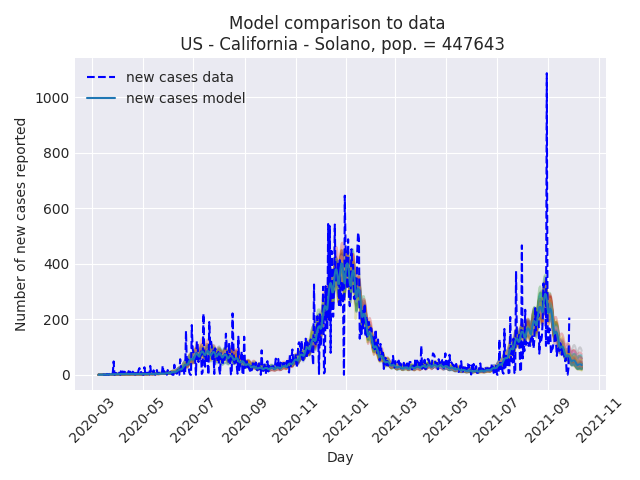 Model comparison to data
US - California - Solano, pop. = 447643
new cases data
new cases model
Number of new cases reported
1000
800
600
400
200
0
2020-03
2020-05
2020-07
2020-09
2020-11
2021-01
2021-03
2021-05
2021-07
2021-09
2021-11
Day